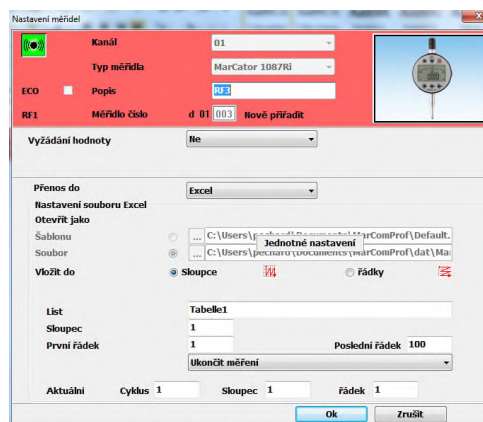 Nastavení měřidel
Kanál 01
Typ měřidla MarCator 1087Ri
ECO Popis RF3
RF1 Měřidlo číslo d 01 003 Nově přiřadit
Vyžádání hodnoty Ne
Přenos do Excel
Nastavení souboru Excel
Otevřít jako
Šablonu ... C:\Users\pechard\Documents\MarComProf\Default.
Jednotné nastavení
Soubor ... C:\Users\pechard\Documents\MarComProf\dat\Mai
Vložit do Sloupce řádky
List Tabelle1
Sloupec 1
První řádek 1 Poslední řádek 100
Ukončit měření
Aktuální Cyklus 1 Sloupec 1 řádek 1
Ok Zrušit